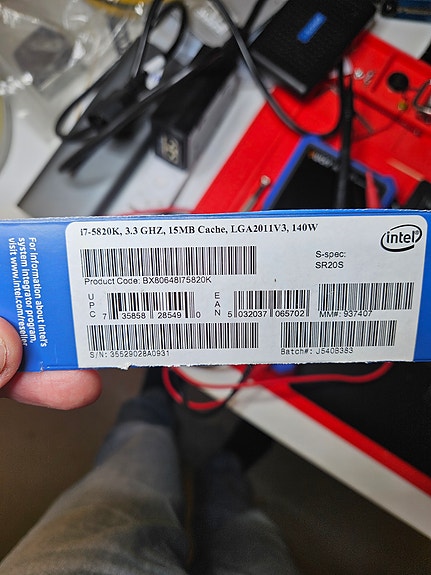 i7-5820K, 3.3 GHZ, 15MB Cache, LGA2011V3, 140W
intel®
S-spec:
SR20S
Product Code: BX80648I75820K
UPC 7 35858 28549 0
EAN 5 032037 065702
MM#: 937407
S/N: 35529028A0931
Batch#: J540B383
For information about Intel's
system integrator program,
visit www.intel.com/reseller